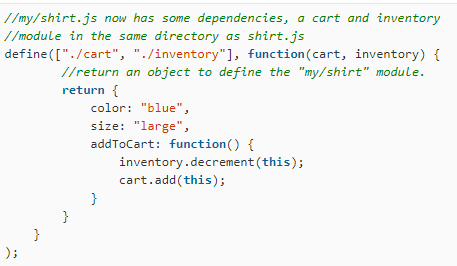 //my/shirt.js now has some dependencies, a cart and inventory
//module in the same directory as shirt.js
define(["./cart", "./inventory"], function(cart, inventory) {
        //return an object to define the "my/shirt" module.
        return {
            color: "blue",
            size: "large",
            addToCart: function() {
                inventory.decrement(this);
                cart.add(this);
            }
        }
    }
);